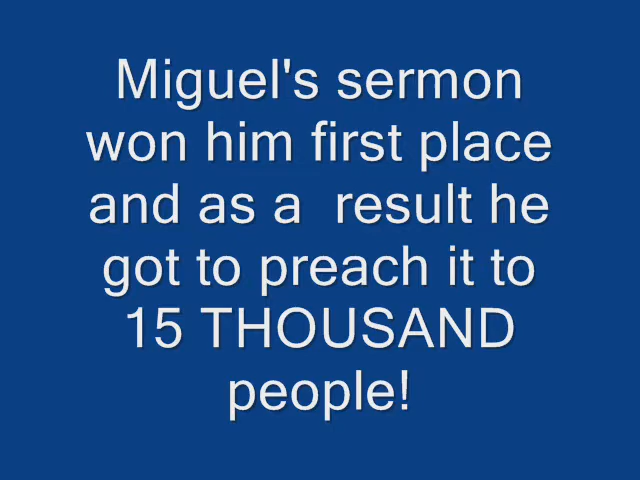 Miguel's sermon
won him first place
and as a  result he
got to preach it to
15 THOUSAND
people!